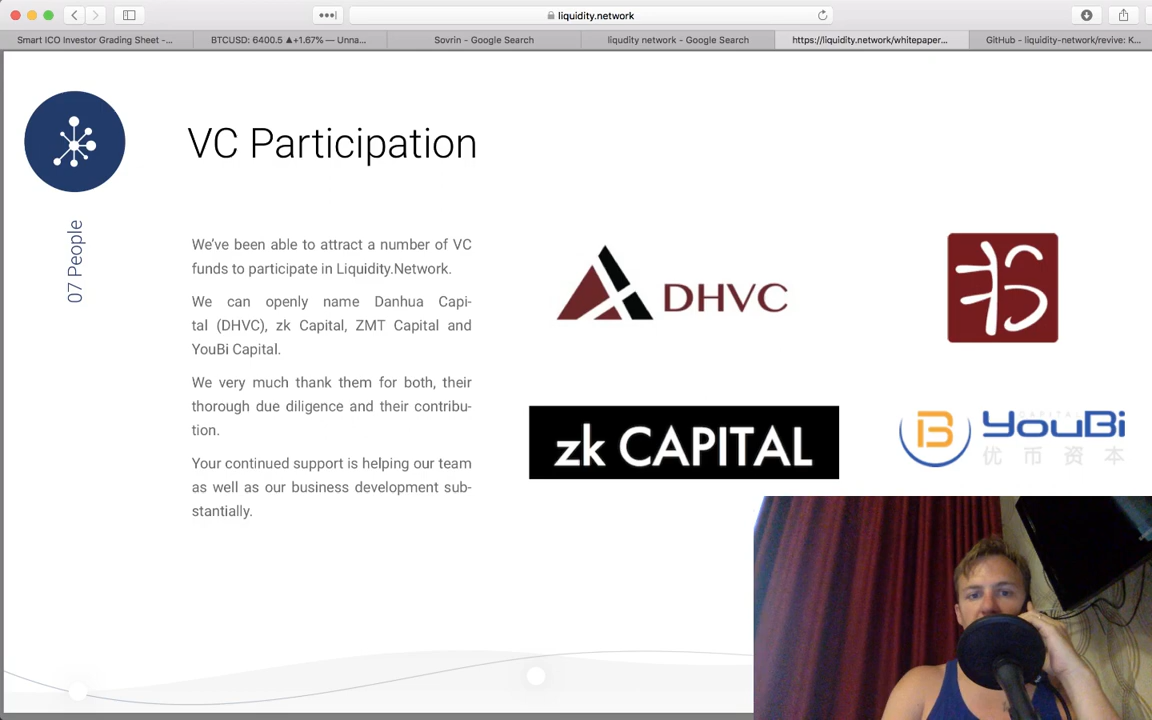 liquidity.network
Smart ICO Investor Grading Sheet -...
BTCUSD: 6400.5 ▲+1.67% — Unna...
Sovrin - Google Search
liqudity network - Google Search
https://liquidity.network/whitepaper...
GitHub - liquidity-network/revive: K...
VC Participation
07 People
We've been able to attract a number of VC
funds to participate in Liquidity.Network.
We can openly name Danhua Capi-
tal (DHVC), zk Capital, ZMT Capital and
YouBi Capital.
We very much thank them for both, their
thorough due diligence and their contribu-
tion.
Your continued support is helping our team
as well as our business development sub-
stantially.
DHVC
zk CAPITAL
CAPITAL
YouBi
优币资本